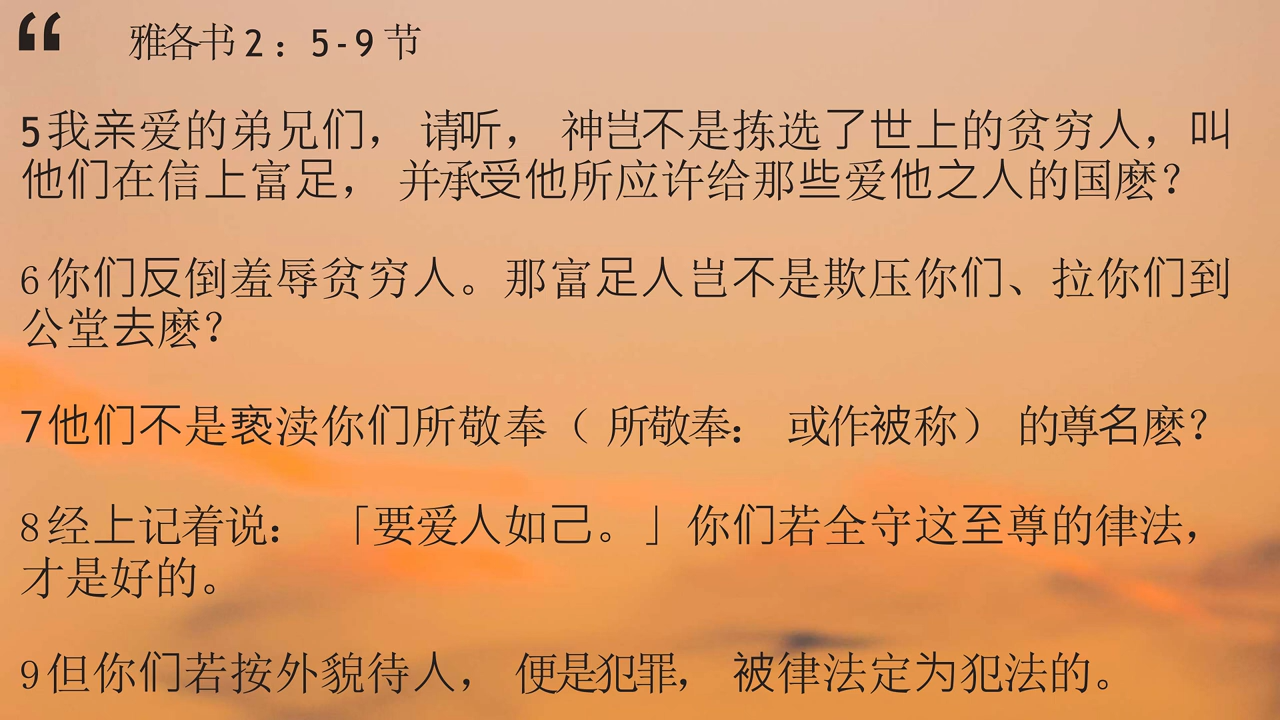 “ 雅各书2：5-9 节
5我亲爱的弟兄们， 请听， 神岂不是拣选了世上的贫穷人，叫
他们在信上富足， 并承受他所应许给那些爱他之人的国麽？
6你们反倒羞辱贫穷人。那富足人岂不是欺压你们、拉你们到
公堂去麽？
7他们不是亵渎你们所敬奉（ 所敬奉： 或作被称） 的尊名麽？
8经上记着说： 「要爱人如己。」你们若全守这至尊的律法，
才是好的。
9但你们若按外貌待人， 便是犯罪， 被律法定为犯法的。